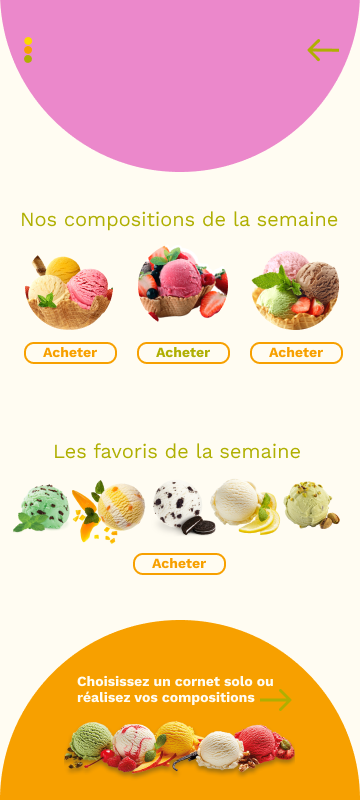 Nos compositions de la semaine
Acheter Acheter Acheter
Les favoris de la semaine
Acheter
Choisissez un cornet solo ou
réalisez vos compositions